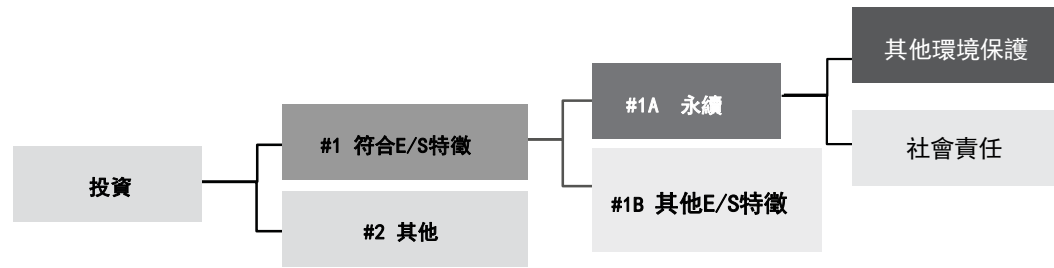 投資
#1 符合E/S特徵
#2 其他
#1A 永續
#1B 其他E/S特徵
其他環境保護
社會責任